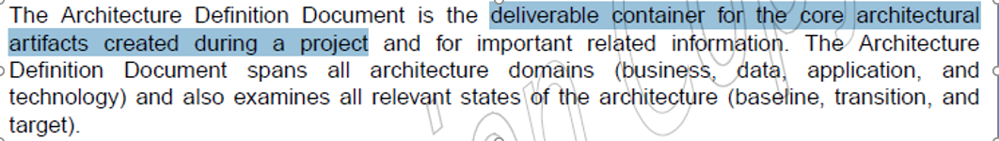 The Architecture Definition Document is the deliverable container for the core architectural
artifacts created during a project and for important related information. The Architecture
Definition Document spans all architecture domains (business, data, application, and
technology) and also examines all relevant states of the architecture (baseline, transition, and
target).